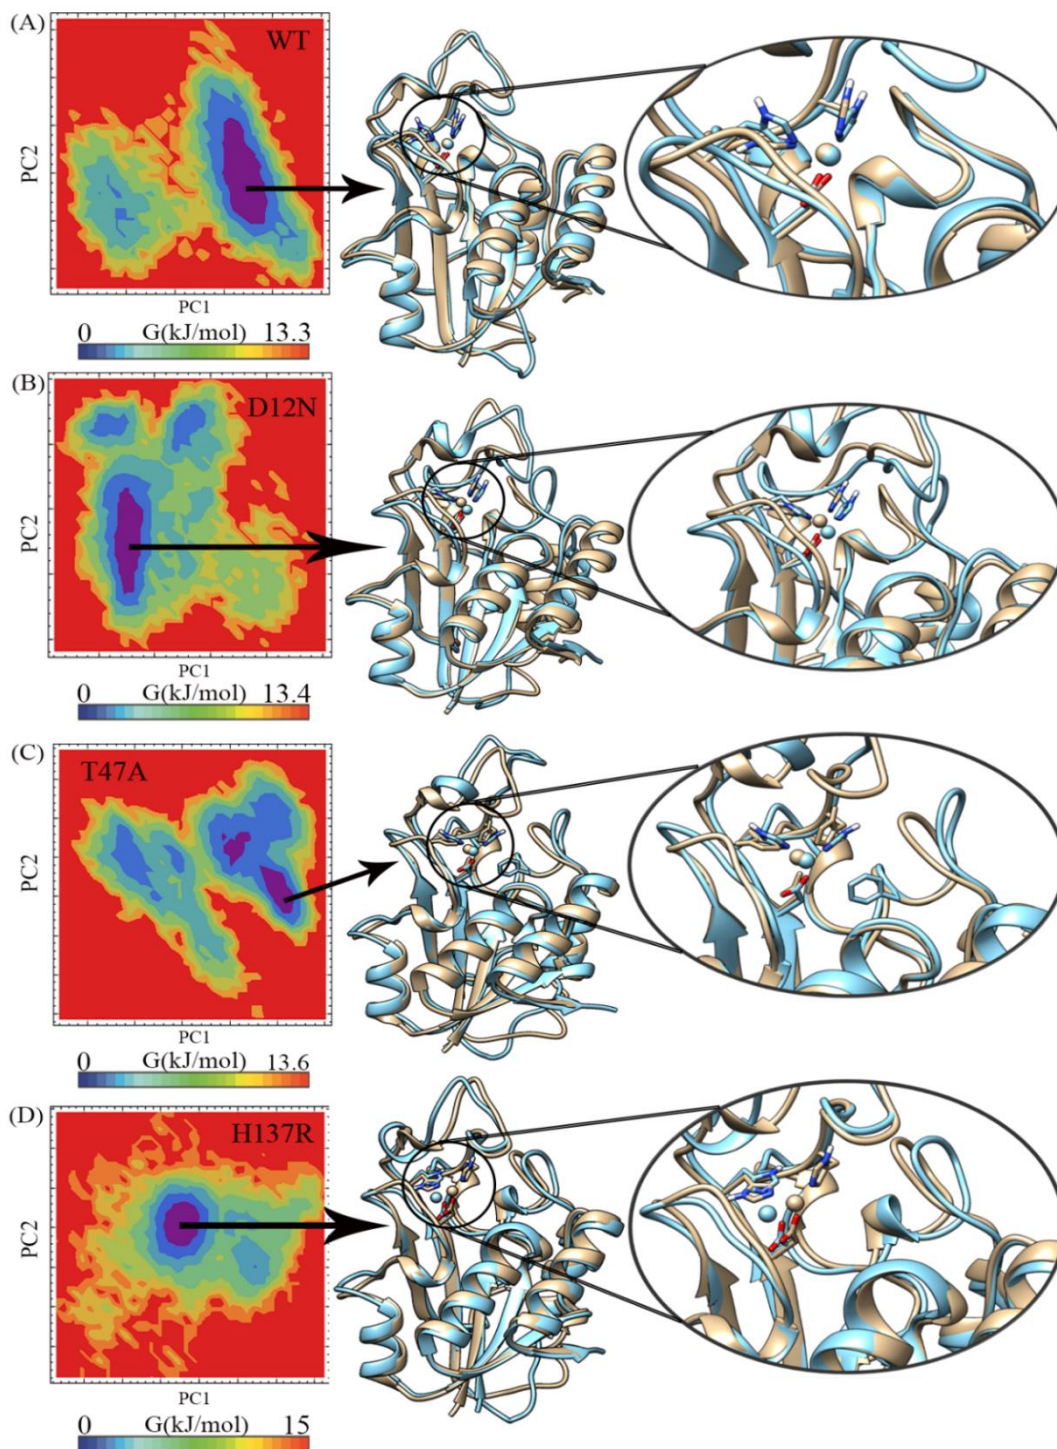 (A)
WT
PC2
PC1
0 G(kJ/mol) 13.3
(B)
D12N
PC2
PC1
0 G(kJ/mol) 13.4
(C)
T47A
PC2
PC1
0 G(kJ/mol) 13.6
(D)
H137R
PC2
PC1
0 G(kJ/mol) 15